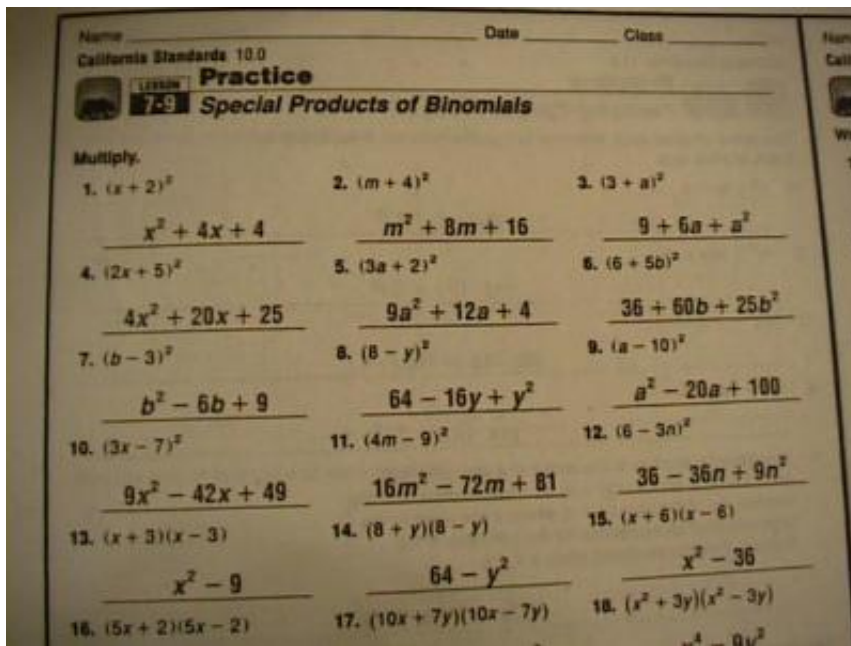 Name Date Class
California Standards 10.0
LESSON 7-9 Practice
Special Products of Binomials
Multiply.
1. (x + 2)² 2. (m + 4)² 3. (3 + a)²
x² + 4x + 4 m² + 8m + 16 9 + 6a + a²
4. (2x + 5)² 5. (3a + 2)² 6. (6 + 5b)²
4x² + 20x + 25 9a² + 12a + 4 36 + 60b + 25b²
7. (b − 3)² 8. (8 − y)² 9. (a − 10)²
b² − 6b + 9 64 − 16y + y² a² − 20a + 100
10. (3x − 7)² 11. (4m − 9)² 12. (6 − 3n)²
9x² − 42x + 49 16m² − 72m + 81 36 − 36n + 9n²
13. (x + 3)(x − 3) 14. (8 + y)(8 − y) 15. (x + 6)(x − 6)
x² − 9 64 − y² x² − 36
16. (5x + 2)(5x − 2) 17. (10x + 7y)(10x − 7y) 18. (x² + 3y)(x² − 3y)
x⁴ − 9y²